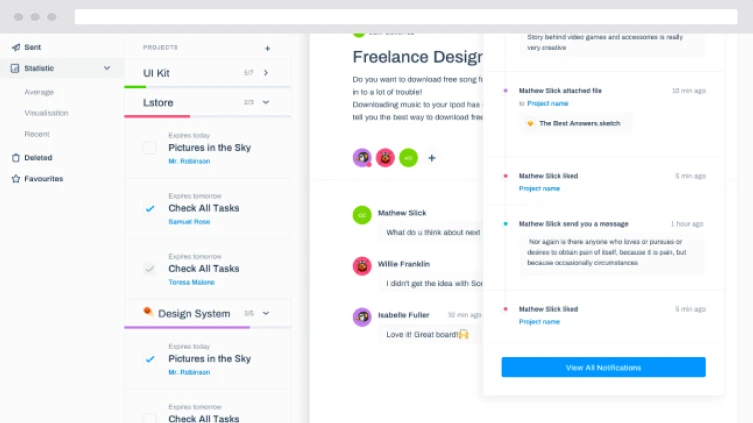 Sent
Statistic
Average
Visualisation
Recent
Deleted
Favourites
PROJECTS +
UI Kit 5/7
Lstore 2/3
Expires today
Pictures in the Sky
Mr. Robinson
Expires tomorrow
Check All Tasks
Samuel Rose
Expires tomorrow
Check All Tasks
Teresa Malone
Design System 3/5
Expires today
Pictures in the Sky
Mr. Robinson
Expires tomorrow
Check All Tasks
Freelance Design
Do you want to download free song f
in to a lot of trouble!
Downloading music to your Ipod has
tell you the best way to download free
+
Mathew Slick
What do u think about next
Willie Franklin
I didn't get the idea with Son
Isabelle Fuller 32 min ago
Love it! Great board!🙌
Story behind video games and accessories is really
very creative
Mathew Slick attached file 10 min ago
to Project name
The Best Answers.sketch
Mathew Slick liked 5 min ago
Project name
Mathew Slick send you a message 1 hour ago
Nor again is there anyone who loves or pursues or
desires to obtain pain of itself, because it is pain, but
because occasionally circumstances
Mathew Slick liked 5 min ago
Project name
View All Notifications